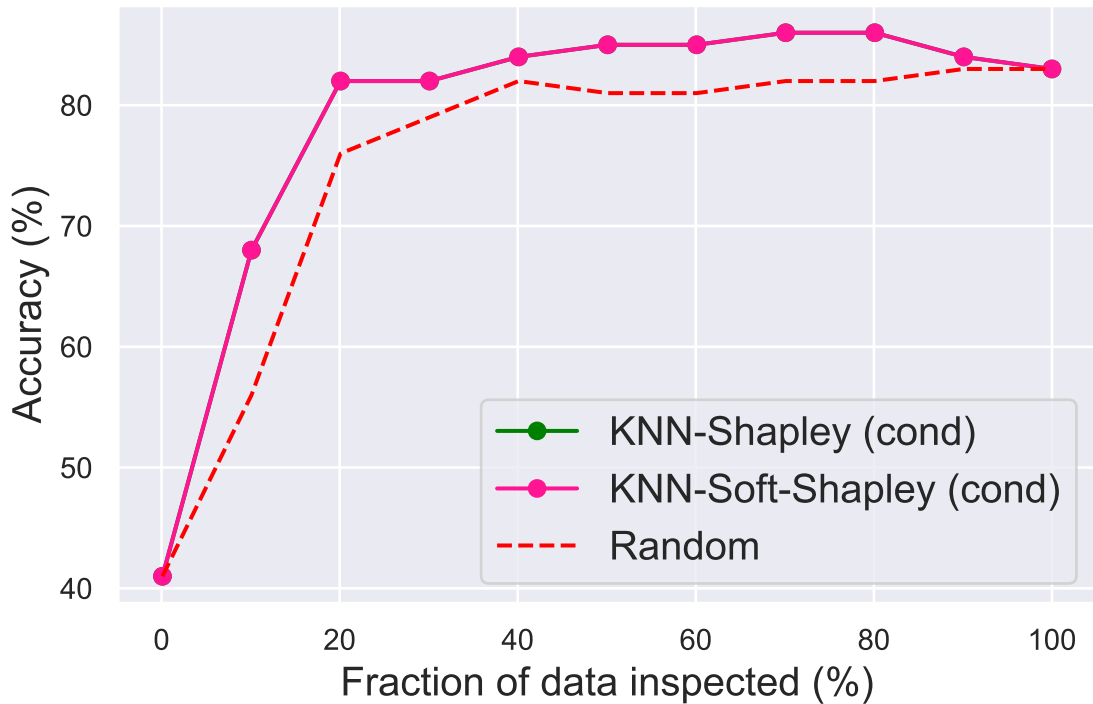 80
70
60
50
40
Accuracy (%)
KNN-Shapley (cond)
KNN-Soft-Shapley (cond)
Random
0 20 40 60 80 100
Fraction of data inspected (%)